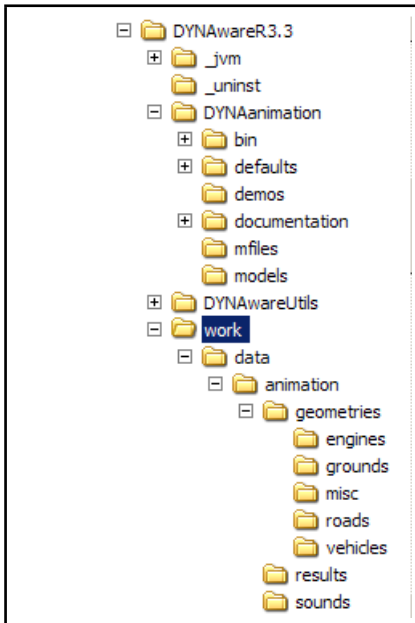 DYNAwareR3.3
_jvm
_uninst
DYNAanimation
bin
defaults
demos
documentation
mfiles
models
DYNAwareUtils
work
data
animation
geometries
engines
grounds
misc
roads
vehicles
results
sounds